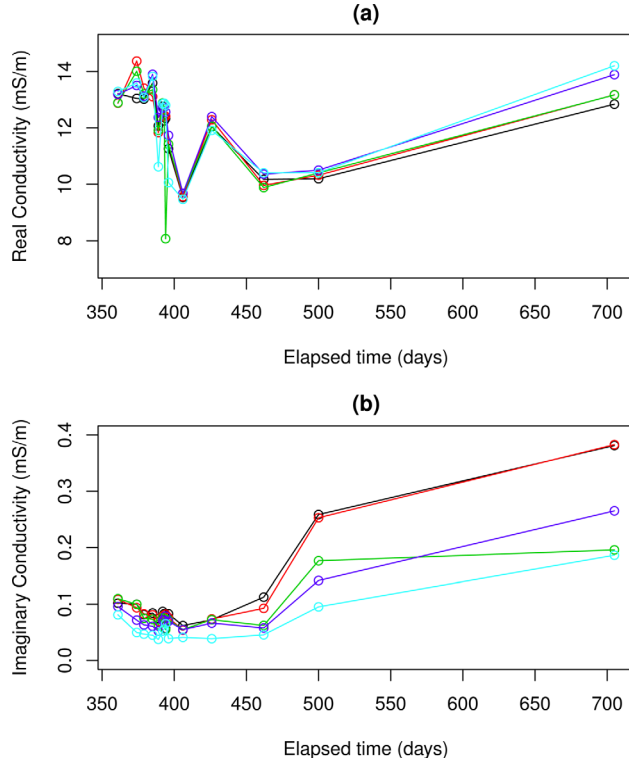 (a)
Real Conductivity (mS/m)
14
12
10
8
350 400 450 500 550 600 650 700
Elapsed time (days)
(b)
Imaginary Conductivity (mS/m)
0.4
0.3
0.2
0.1
0.0
350 400 450 500 550 600 650 700
Elapsed time (days)